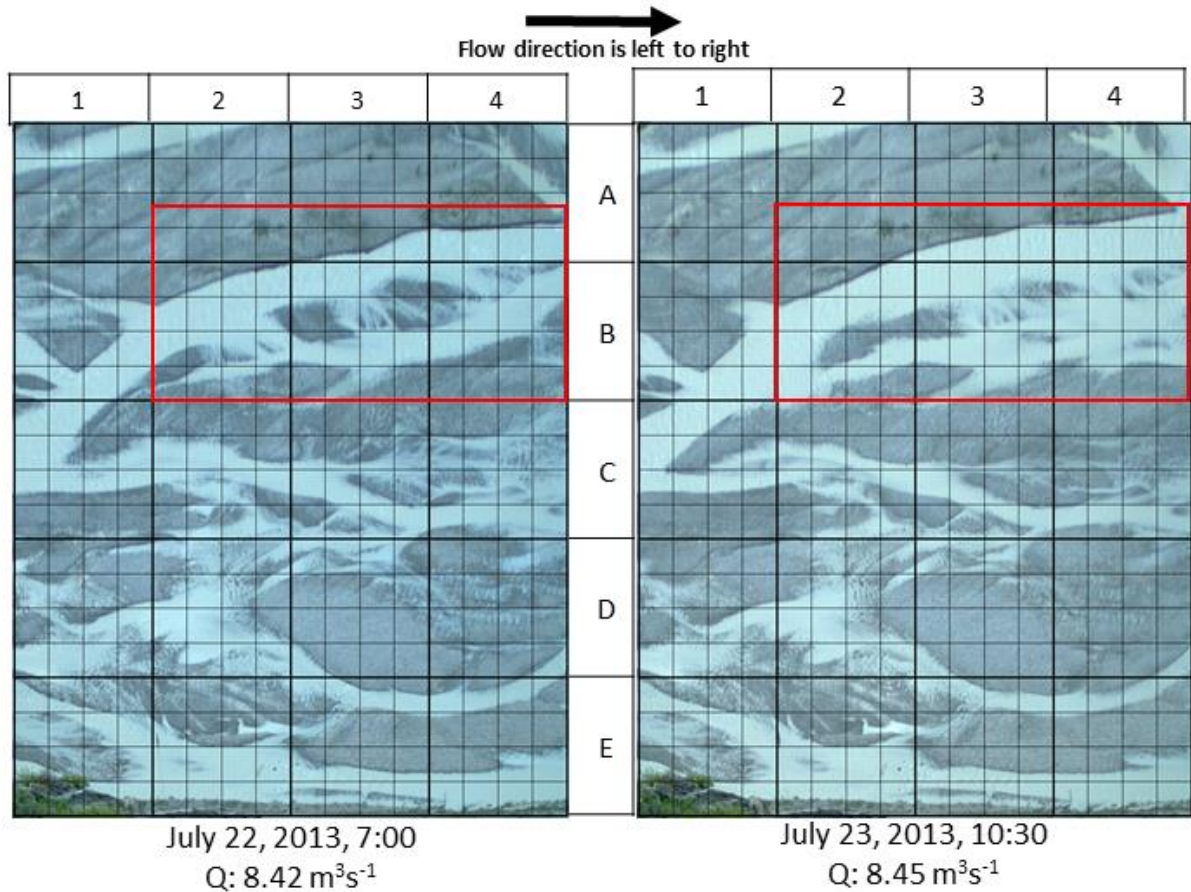 Flow direction is left to right
1 2 3 4 1 2 3 4
A
B
C
D
E
July 22, 2013, 7:00 July 23, 2013, 10:30
Q: 8.42 m³s⁻¹ Q: 8.45 m³s⁻¹